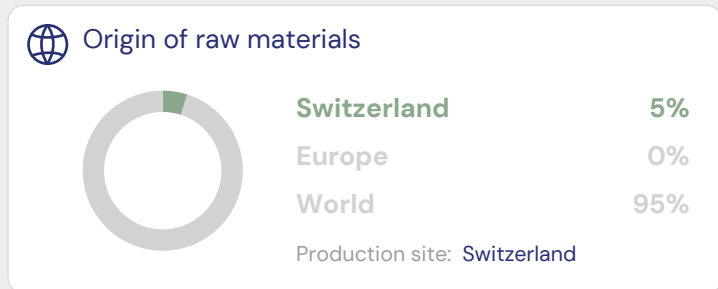 Origin of raw materials
Switzerland 5%
Europe 0%
World 95%
Production site: Switzerland